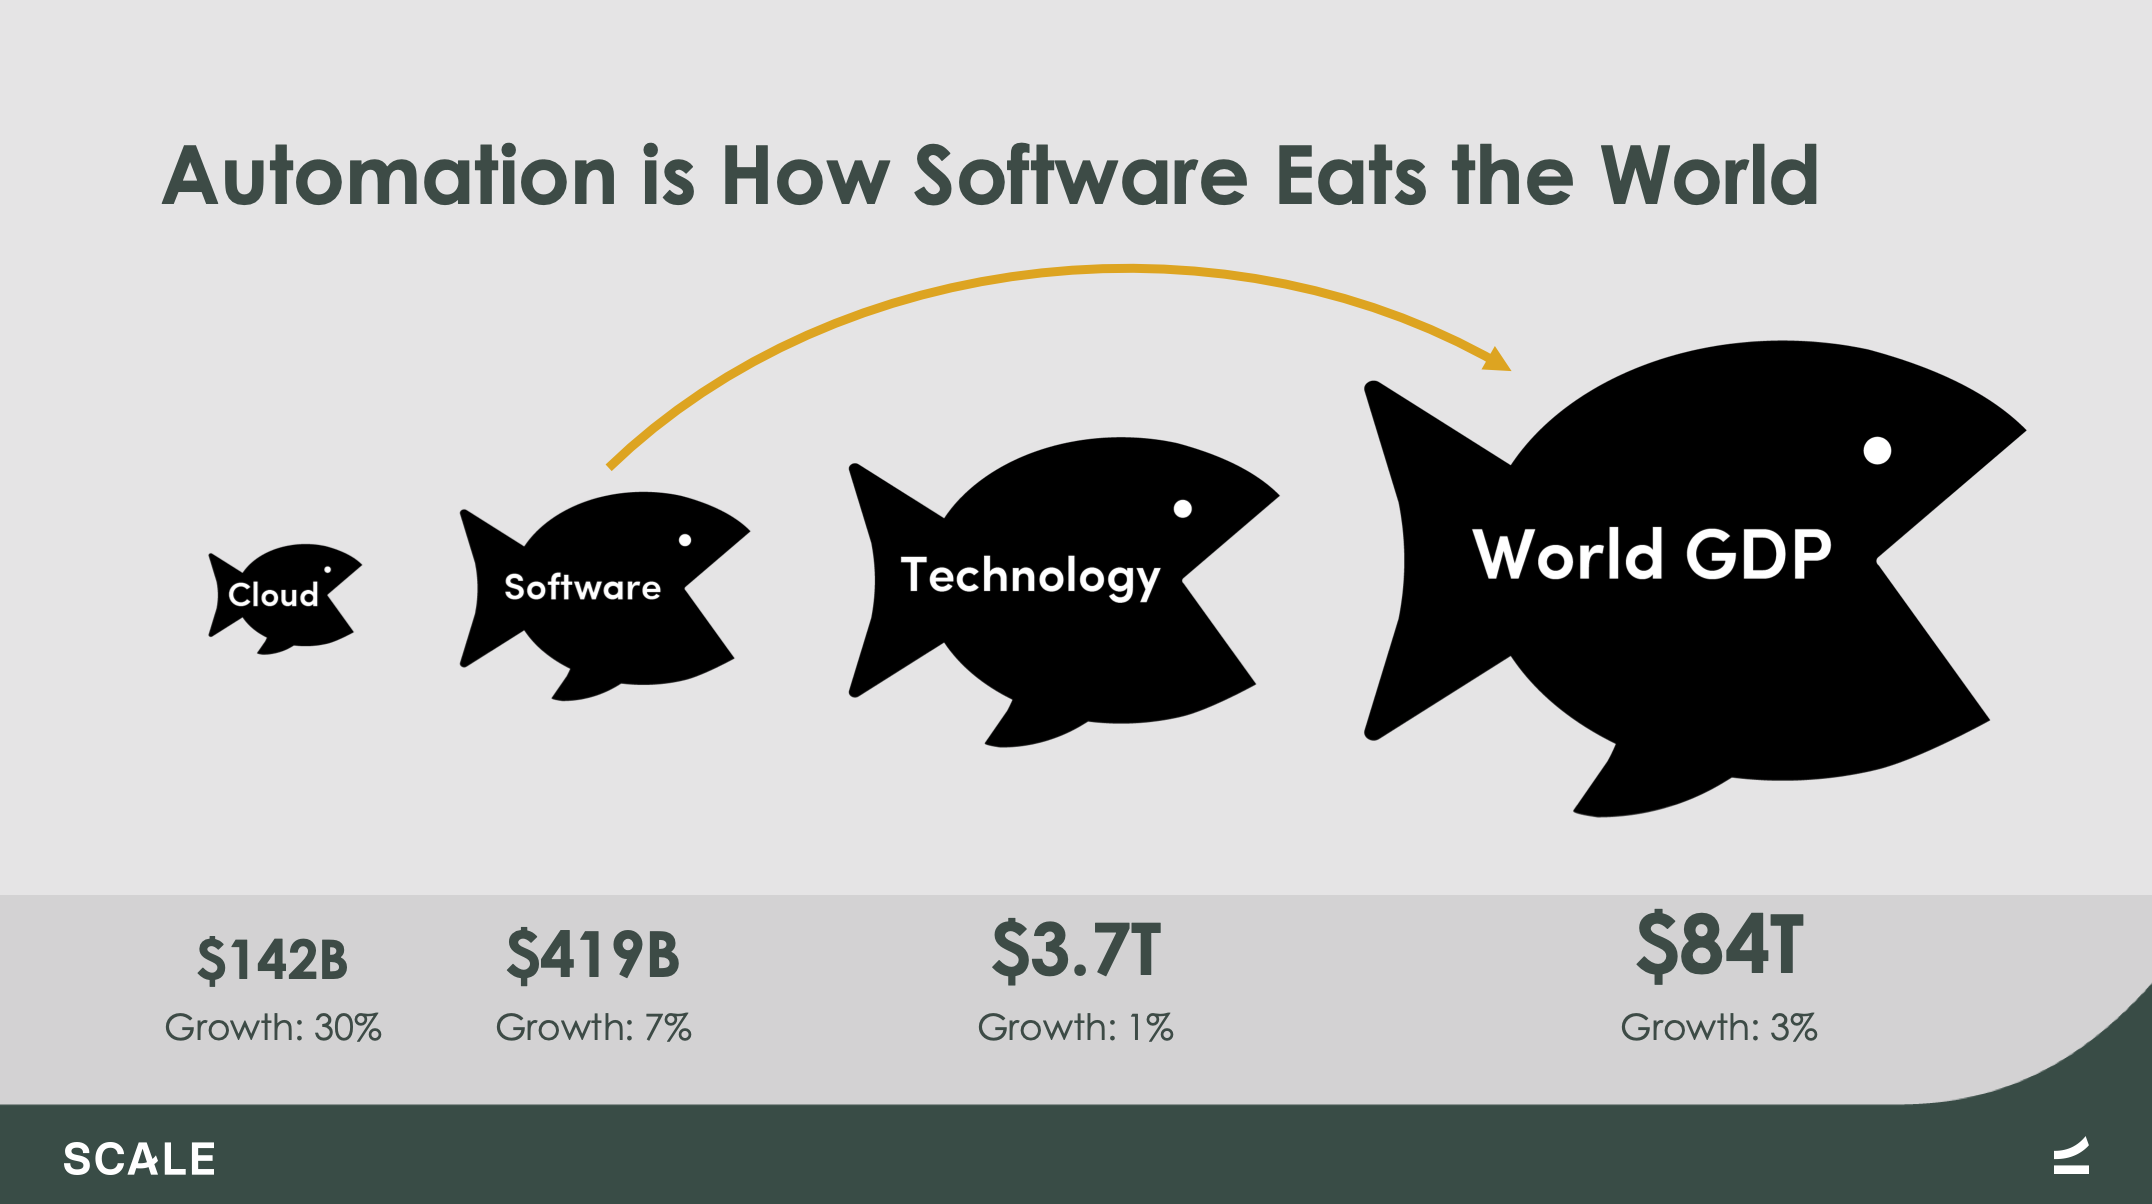 Automation is How Software Eats the World
Cloud
Software
Technology
World GDP
$142B
Growth: 30%
$419B
Growth: 7%
$3.7T
Growth: 1%
$84T
Growth: 3%
SCALE